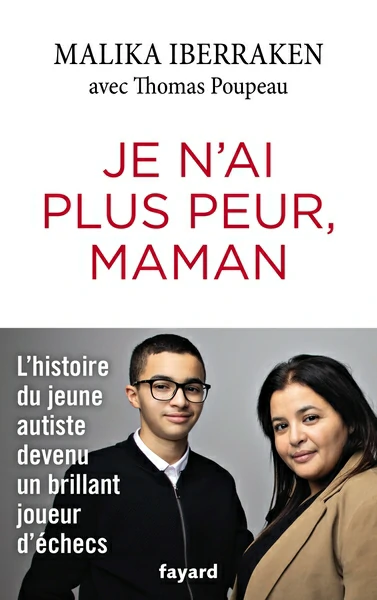 MALIKA IBERRAKEN
avec Thomas Poupeau
JE N'AI
PLUS PEUR,
MAMAN
L'histoire
du jeune
autiste
devenu
un brillant
joueur
d'échecs
fayard